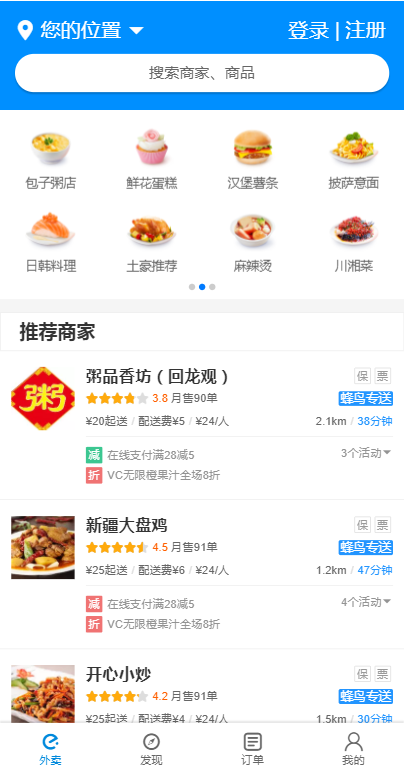 您的位置 登录 | 注册
搜索商家、商品
包子粥店 鲜花蛋糕 汉堡薯条 披萨意面
日韩料理 土豪推荐 麻辣烫 川湘菜
推荐商家
粥
粥品香坊（回龙观） 保 票
3.8 月售90单 蜂鸟专送
¥20起送 / 配送费¥5 / ¥24/人 2.1km / 38分钟
减 在线支付满28减5 3个活动
折 VC无限橙果汁全场8折
新疆大盘鸡 保 票
4.5 月售91单 蜂鸟专送
¥25起送 / 配送费¥6 / ¥24/人 1.2km / 47分钟
减 在线支付满28减5 4个活动
折 VC无限橙果汁全场8折
开心小炒 保 票
4.2 月售91单 蜂鸟专送
¥25起送 / 配送费¥4 / ¥24/人 1.5km / 30分钟
外卖 发现 订单 我的